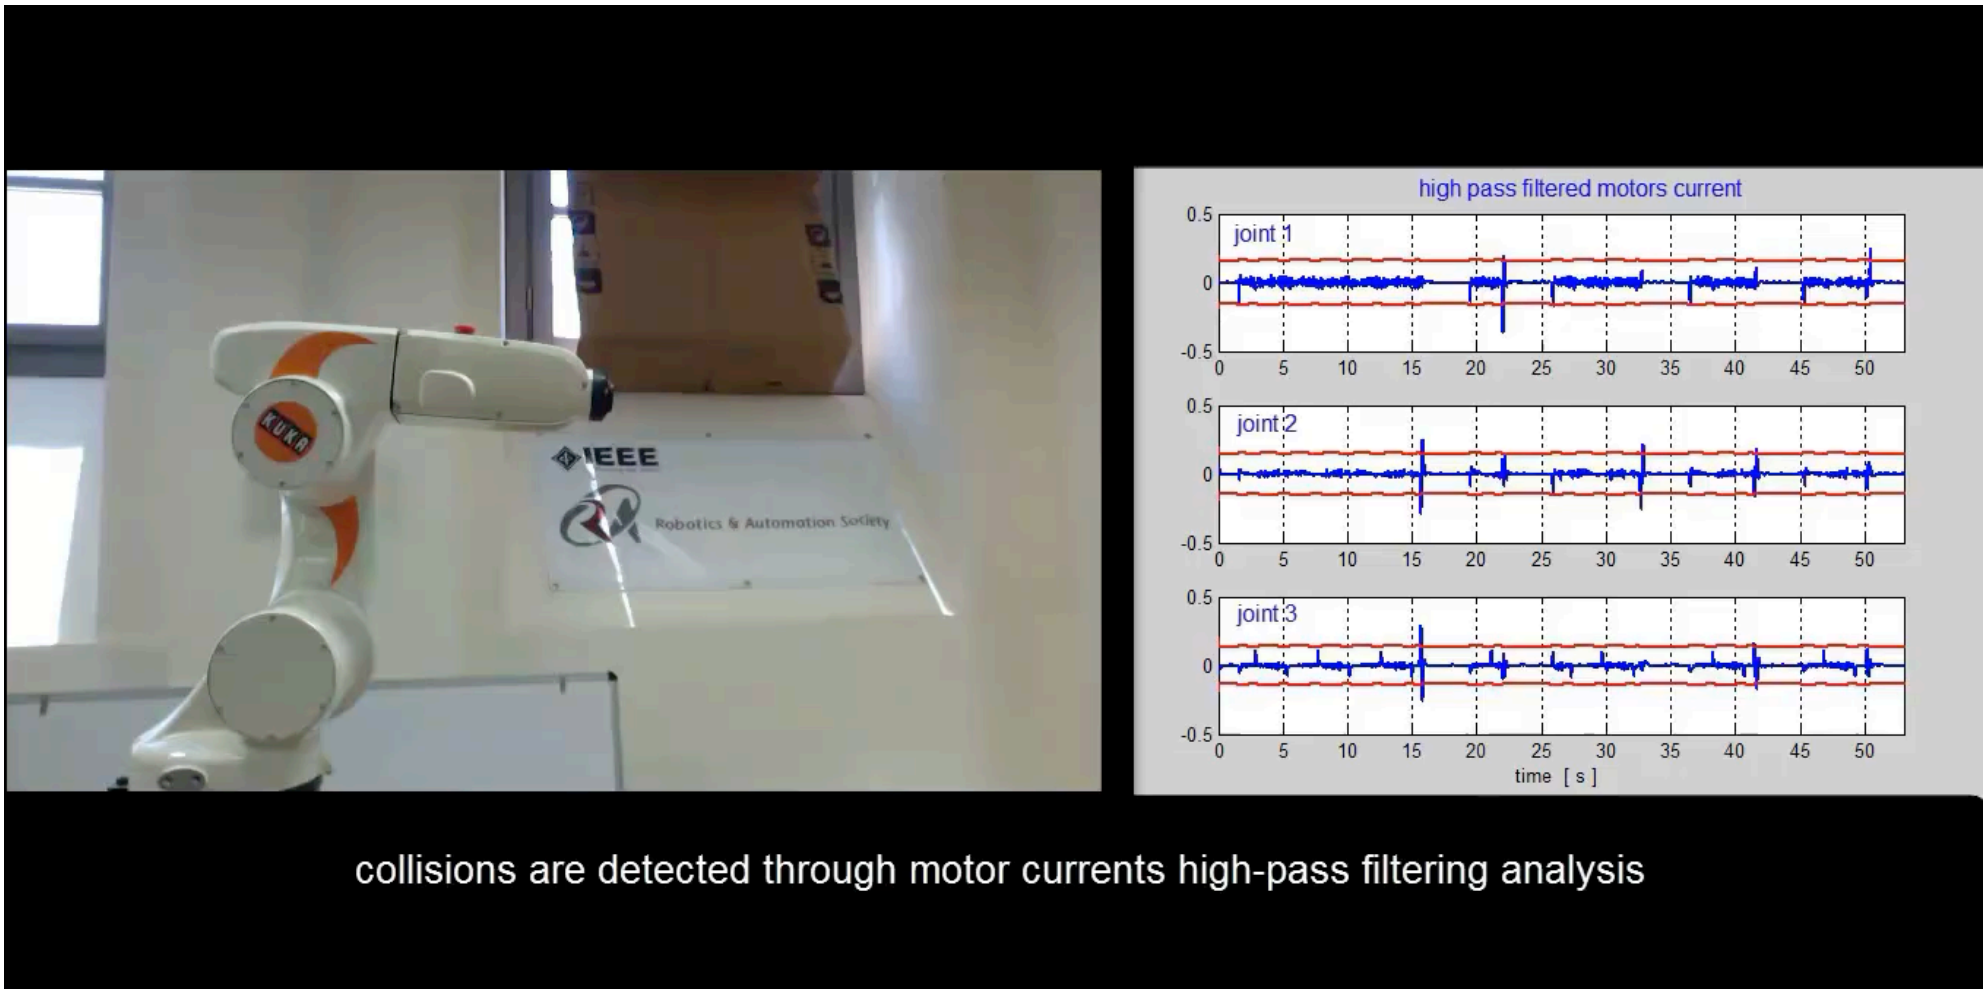 KUKA
IEEE
Robotics & Automation Society
high pass filtered motors current
0.5
joint 1
0
-0.5
0 5 10 15 20 25 30 35 40 45 50
0.5
joint 2
0
-0.5
0 5 10 15 20 25 30 35 40 45 50
0.5
joint 3
0
-0.5
0 5 10 15 20 25 30 35 40 45 50
time [ s ]
collisions are detected through motor currents high-pass filtering analysis